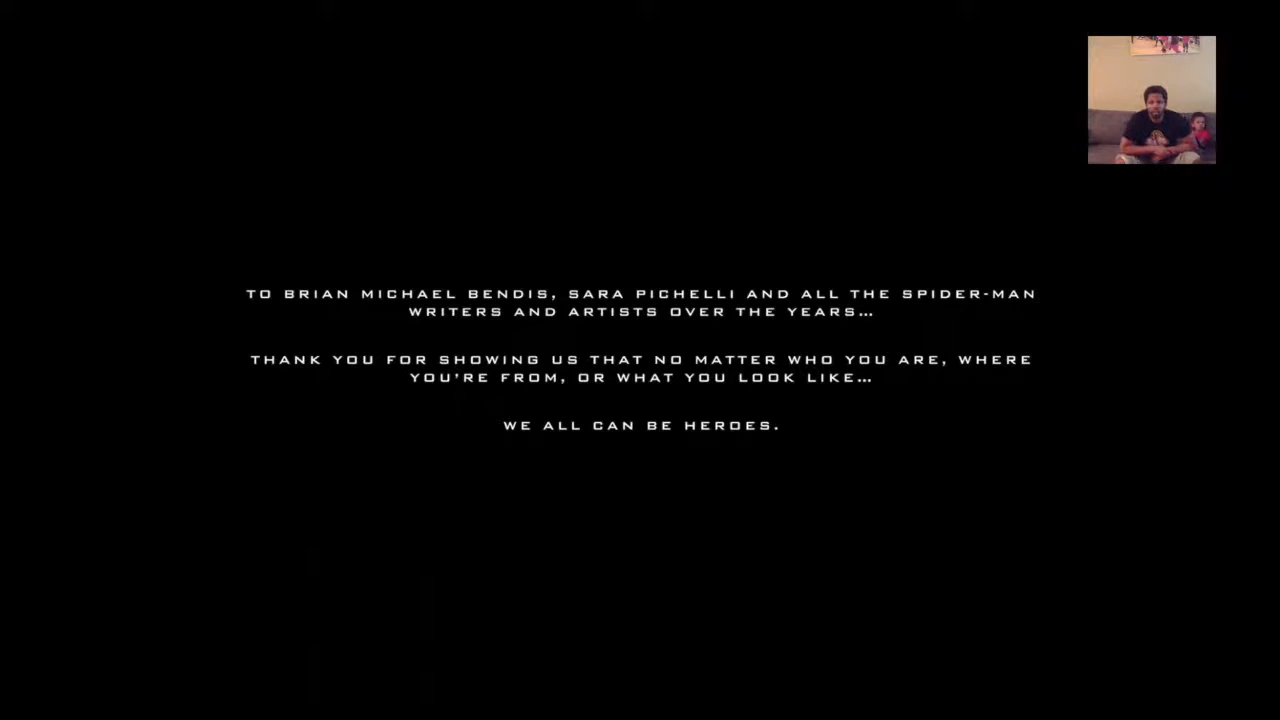 TO BRIAN MICHAEL BENDIS, SARA PICHELLI AND ALL THE SPIDER-MAN
WRITERS AND ARTISTS OVER THE YEARS...
THANK YOU FOR SHOWING US THAT NO MATTER WHO YOU ARE, WHERE
YOU'RE FROM, OR WHAT YOU LOOK LIKE...
WE ALL CAN BE HEROES.